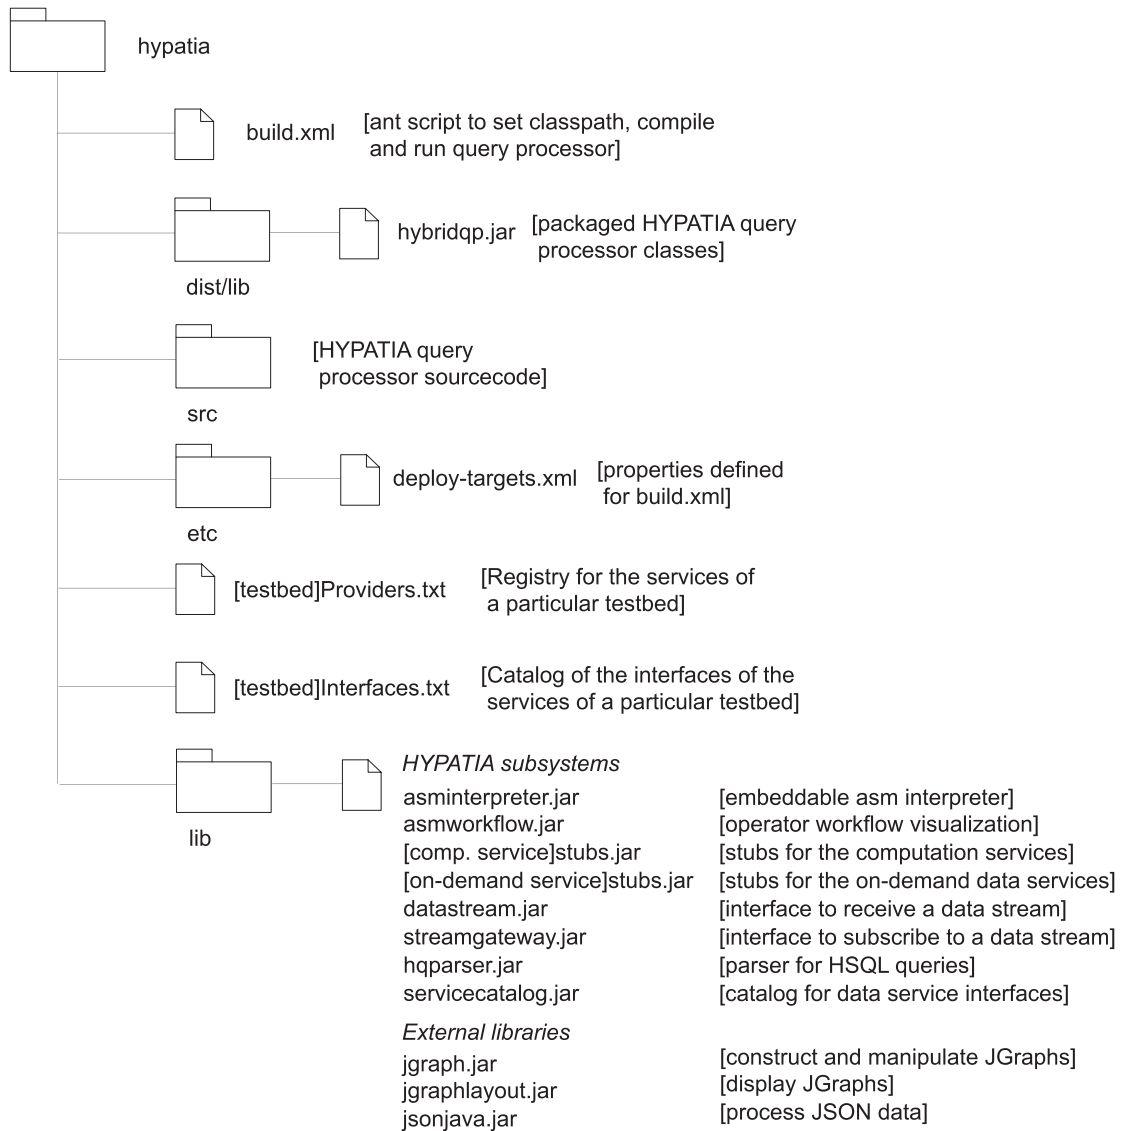 hypatia
build.xml
[ant script to set classpath, compile
and run query processor]
hybridqp.jar
[packaged HYPATIA query
processor classes]
dist/lib
[HYPATIA query
processor sourcecode]
src
deploy-targets.xml
[properties defined
for build.xml]
etc
[testbed]Providers.txt
[Registry for the services of
a particular testbed]
[testbed]Interfaces.txt
[Catalog of the interfaces of the
services of a particular testbed]
lib
HYPATIA subsystems
asminterpreter.jar [embeddable asm interpreter]
asmworkflow.jar [operator workflow visualization]
[comp. service]stubs.jar [stubs for the computation services]
[on-demand service]stubs.jar [stubs for the on-demand data services]
datastream.jar [interface to receive a data stream]
streamgateway.jar [interface to subscribe to a data stream]
hqparser.jar [parser for HSQL queries]
servicecatalog.jar [catalog for data service interfaces]
External libraries
jgraph.jar [construct and manipulate JGraphs]
jgraphlayout.jar [display JGraphs]
jsonjava.jar [process JSON data]